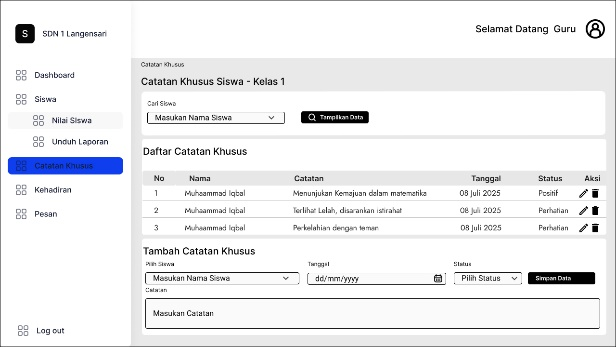 S SDN 1 Langensari
Selamat Datang Guru
Dashboard
Siswa
Nilai SIswa
Unduh Laporan
Catatan Khusus
Kehadiran
Pesan
Log out
Catatan Khusus
Catatan Khusus Siswa - Kelas 1
Cari Siswa
Masukan Nama Siswa
Tampilkan Data
Daftar Catatan Khusus
No Nama Catatan Tanggal Status Aksi
1 Muhaammad Iqbal Menunjukan Kemajuan dalam matematika 08 Juli 2025 Positif
2 Muhaammad Iqbal Terlihat Lelah, disarankan istirahat 08 Juli 2025 Perhatian
3 Muhaammad Iqbal Perkelahian dengan teman 08 Juli 2025 Perhatian
Tambah Catatan Khusus
Pilih Siswa Tanggal Status
Masukan Nama Siswa dd/mm/yyyy Pilih Status Simpan Data
Catatan
Masukan Catatan